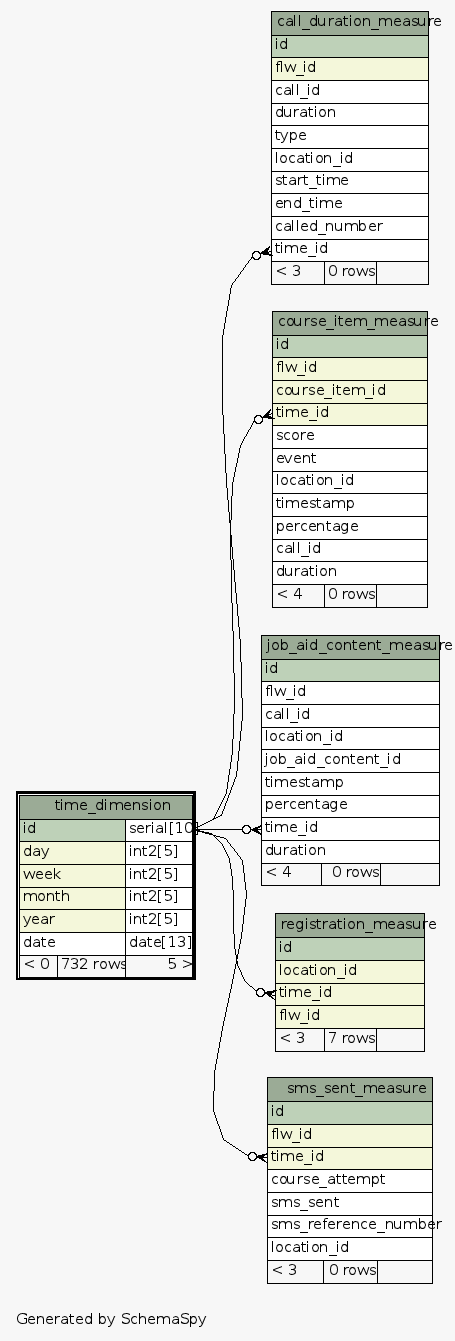 call_duration_measure
id
flw_id
call_id
duration
type
location_id
start_time
end_time
called_number
time_id
< 3 0 rows
course_item_measure
id
flw_id
course_item_id
time_id
score
event
location_id
timestamp
percentage
call_id
duration
< 4 0 rows
job_aid_content_measure
id
flw_id
call_id
location_id
job_aid_content_id
timestamp
percentage
time_id
duration
< 4 0 rows
time_dimension
id serial[10]
day int2[5]
week int2[5]
month int2[5]
year int2[5]
date date[13]
< 0 732 rows 5 >
registration_measure
id
location_id
time_id
flw_id
< 3 7 rows
sms_sent_measure
id
flw_id
time_id
course_attempt
sms_sent
sms_reference_number
location_id
< 3 0 rows
Generated by SchemaSpy